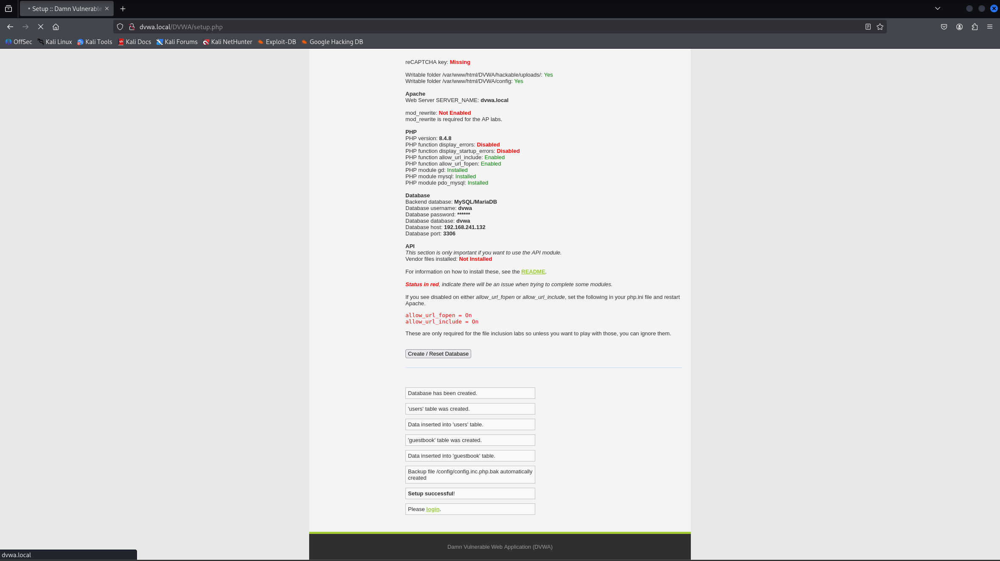 • Setup :: Damn Vulnerable
dvwa.local/DVWA/setup.php
OffSec Kali Linux Kali Tools Kali Docs Kali Forums Kali NetHunter Exploit-DB Google Hacking DB
reCAPTCHA key: Missing
Writable folder /var/www/html/DVWA/hackable/uploads/: Yes
Writable folder /var/www/html/DVWA/config: Yes
Apache
Web Server SERVER_NAME: dvwa.local
mod_rewrite: Not Enabled
mod_rewrite is required for the AP labs.
PHP
PHP version: 8.4.8
PHP function display_errors: Disabled
PHP function display_startup_errors: Disabled
PHP function allow_url_include: Enabled
PHP function allow_url_fopen: Enabled
PHP module gd: Installed
PHP module mysql: Installed
PHP module pdo_mysql: Installed
Database
Backend database: MySQL/MariaDB
Database username: dvwa
Database password: ******
Database database: dvwa
Database host: 192.168.241.132
Database port: 3306
API
This section is only important if you want to use the API module.
Vendor files installed: Not Installed
For information on how to install these, see the README.
Status in red, indicate there will be an issue when trying to complete some modules.
If you see disabled on either allow_url_fopen or allow_url_include, set the following in your php.ini file and restart
Apache.
allow_url_fopen = On
allow_url_include = On
These are only required for the file inclusion labs so unless you want to play with those, you can ignore them.
Create / Reset Database
Database has been created.
'users' table was created.
Data inserted into 'users' table.
'guestbook' table was created.
Data inserted into 'guestbook' table.
Backup file /config/config.inc.php.bak automatically
created
Setup successful!
Please login.
Damn Vulnerable Web Application (DVWA)
dvwa.local